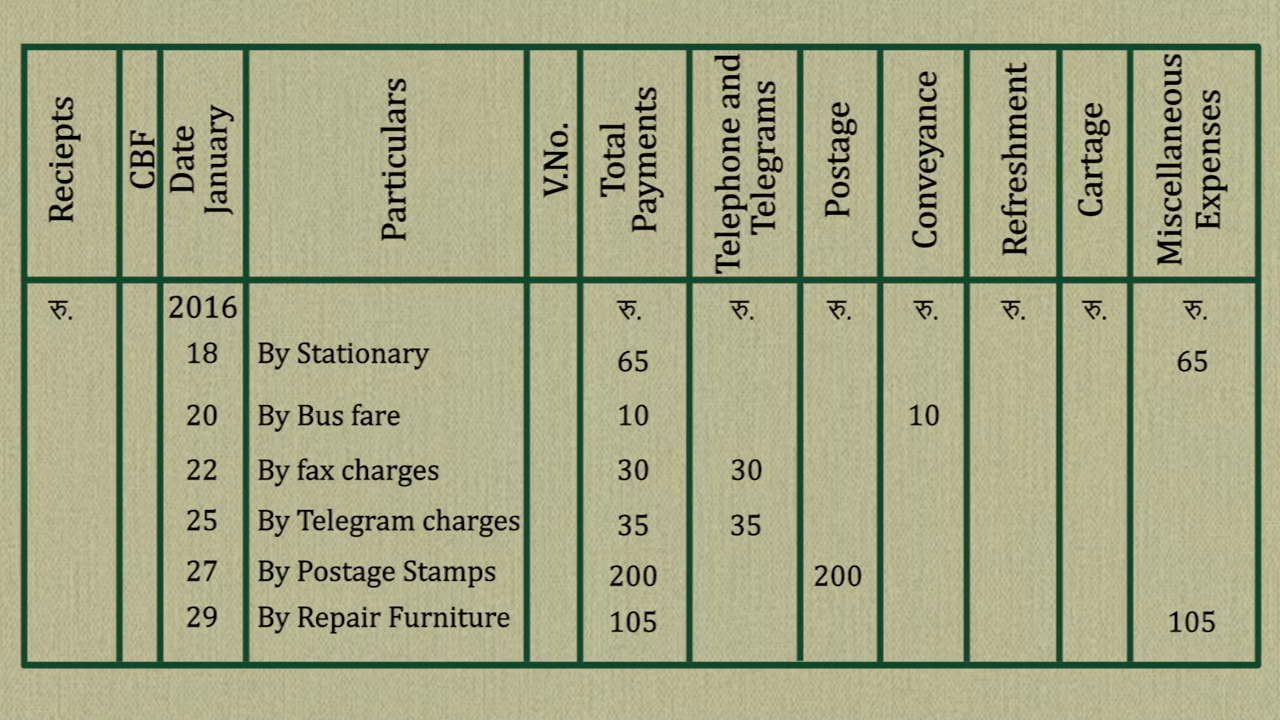 Reciepts CBF Date January Particulars V.No. Total Payments Telephone and Telegrams Postage Conveyance Refreshment Cartage Miscellaneous Expenses
रु. 2016 रु. रु. रु. रु. रु. रु. रु.
18 By Stationary 65 65
20 By Bus fare 10 10
22 By fax charges 30 30
25 By Telegram charges 35 35
27 By Postage Stamps 200 200
29 By Repair Furniture 105 105